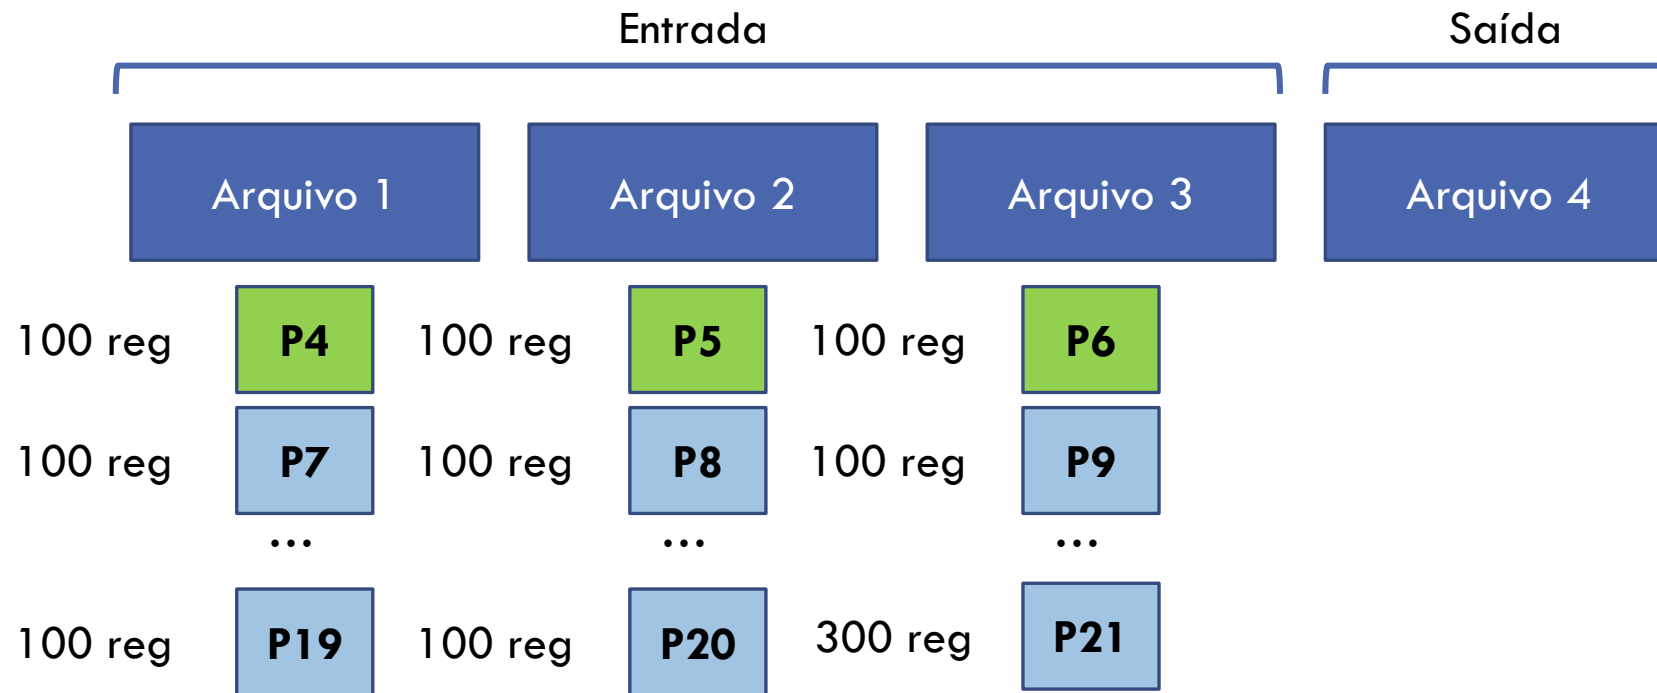 Entrada Saída
Arquivo 1 Arquivo 2 Arquivo 3 Arquivo 4
100 reg P4 100 reg P5 100 reg P6
100 reg P7 100 reg P8 100 reg P9
... ... ...
100 reg P19 100 reg P20 300 reg P21